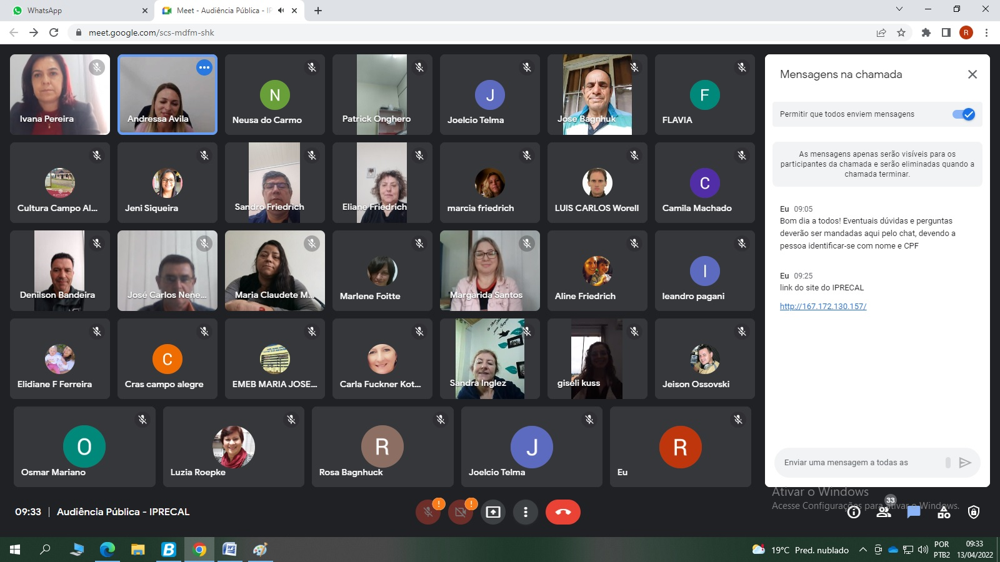 WhatsApp
Meet - Audiência Pública - IP
meet.google.com/scs-mdfm-shk
R
Ivana Pereira
Andressa Avila
N
Neusa do Carmo
Patrick Onghero
J
Joelcio Telma
Jose Bagnhuk
F
FLAVIA
Cultura Campo Al...
Jeni Siqueira
Sandro Friedrich
Eliane Friedrich
marcia friedrich
LUIS CARLOS Worell
C
Camila Machado
Denilson Bandeira
José Carlos Nene...
Maria Claudete M...
Marlene Foitte
Margarida Santos
Aline Friedrich
l
leandro pagani
Elidiane F Ferreira
C
Cras campo alegre
EMEB MARIA JOSE...
Carla Fuckner Kot...
Sandra Inglez
giseli kuss
Jeison Ossovski
O
Osmar Mariano
Luzia Roepke
R
Rosa Bagnhuck
J
Joelcio Telma
R
Eu
Mensagens na chamada
Permitir que todos enviem mensagens
As mensagens apenas serão visíveis para os
participantes da chamada e serão eliminadas quando a
chamada terminar.
Eu 09:05
Bom dia a todos! Eventuais dúvidas e perguntas
deverão ser mandadas aqui pelo chat, devendo a
pessoa identificar-se com nome e CPF
Eu 09:25
link do site do IPRECAL
http://167.172.130.157/
Enviar uma mensagem a todas as
Ativar o Windows
Acesse Configurações para ativar o Windows.
09:33 | Audiência Pública - IPRECAL
!
!
33
19°C Pred. nublado
POR
PTB2
09:33
13/04/2022